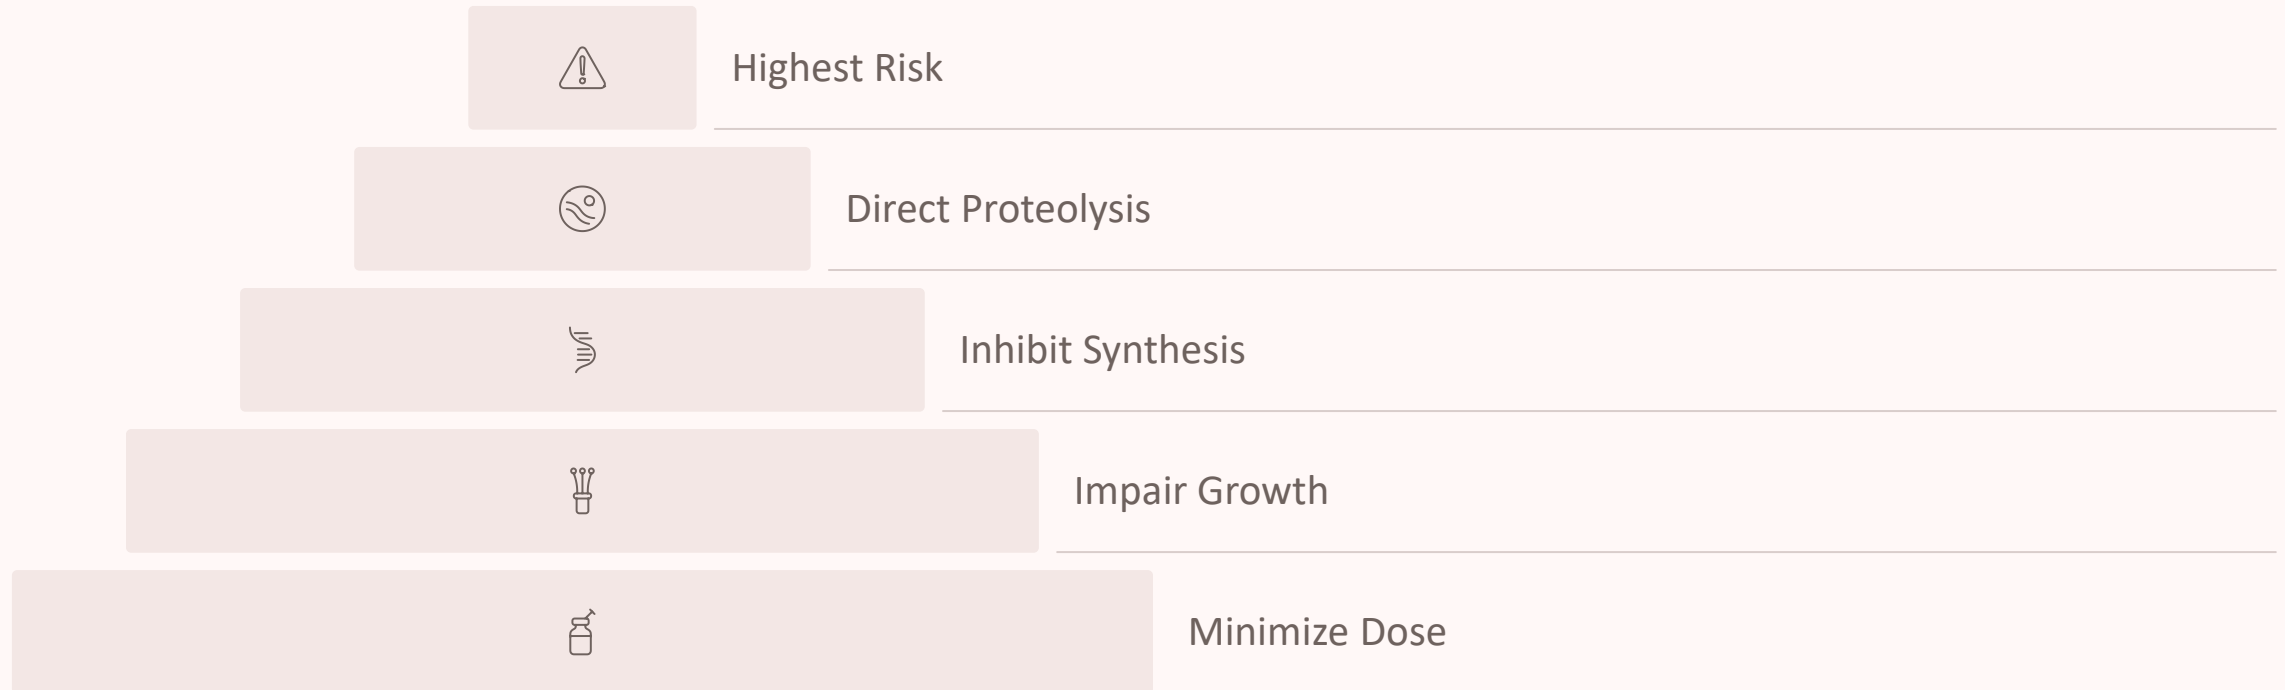 Highest Risk
Direct Proteolysis
Inhibit Synthesis
Impair Growth
Minimize Dose